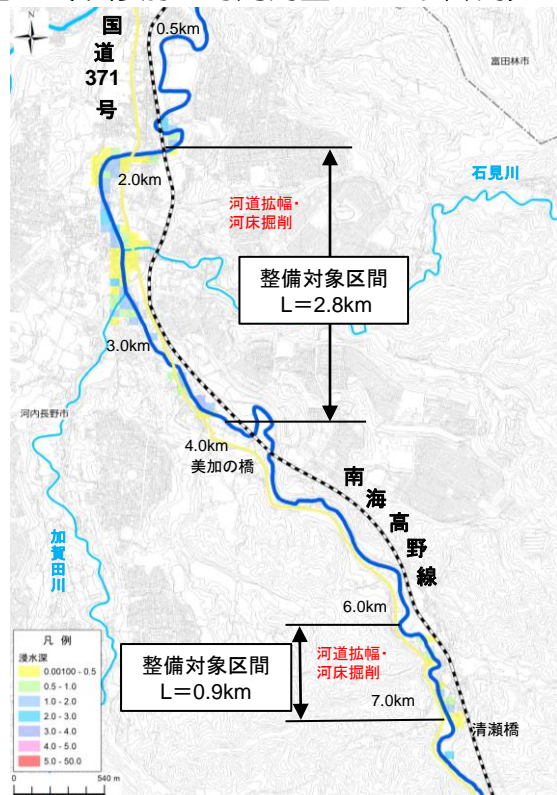 N
0.5km
国道371号
富田林市
石見川
2.0km
河道拡幅・
河床掘削
整備対象区間
L=2.8km
3.0km
河内長野市
4.0km
美加の橋
南海高野線
加賀田川
6.0km
河道拡幅・
河床掘削
整備対象区間
L=0.9km
7.0km
清瀬橋
凡 例
浸水深
0.00100 - 0.5
0.5 - 1.0
1.0 - 2.0
2.0 - 3.0
3.0 - 4.0
4.0 - 5.0
5.0 - 50.0
0
540 m